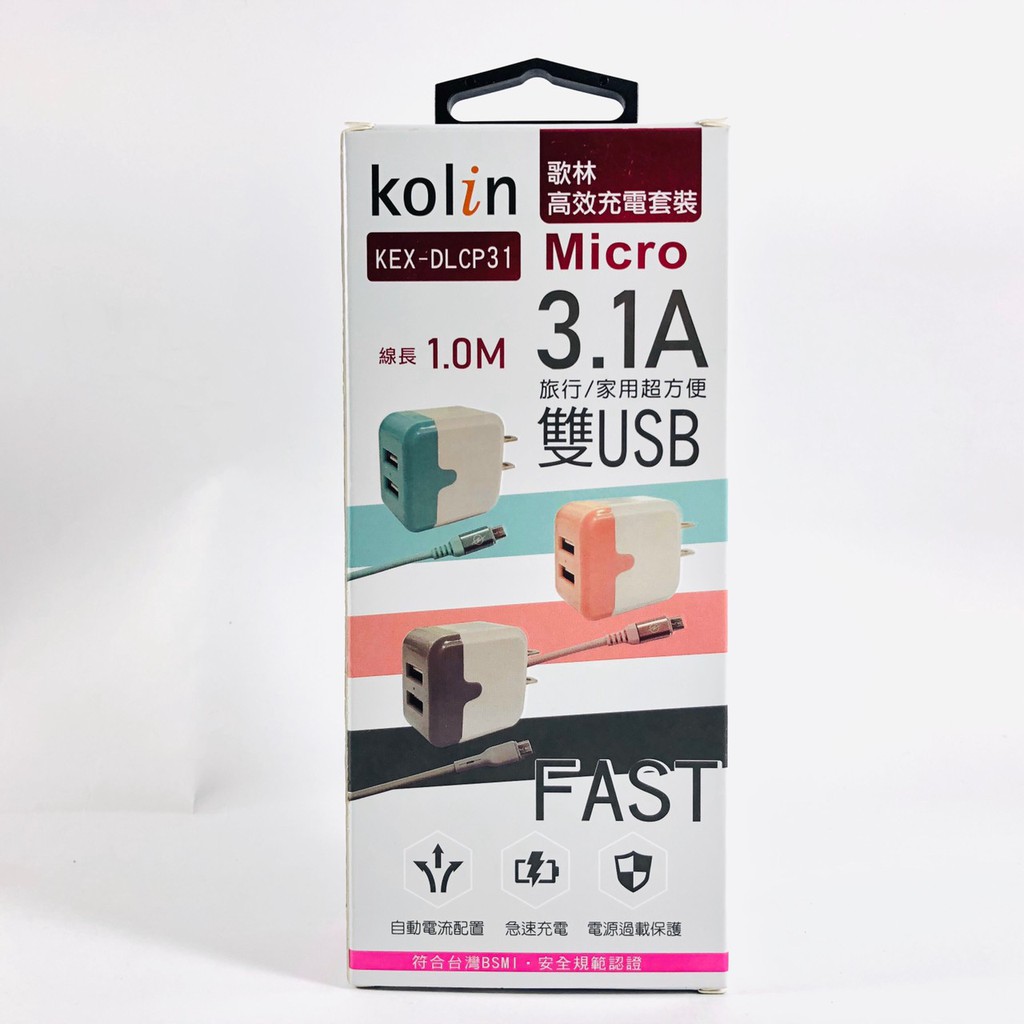 kolin
歌林
高效充電套裝
KEX-DLCP31
Micro
3.1A
線長 1.0M
旅行/家用超方便
雙USB
FAST
自動電流配置
急速充電
電源過載保護
符合台灣BSMI·安全規範認證